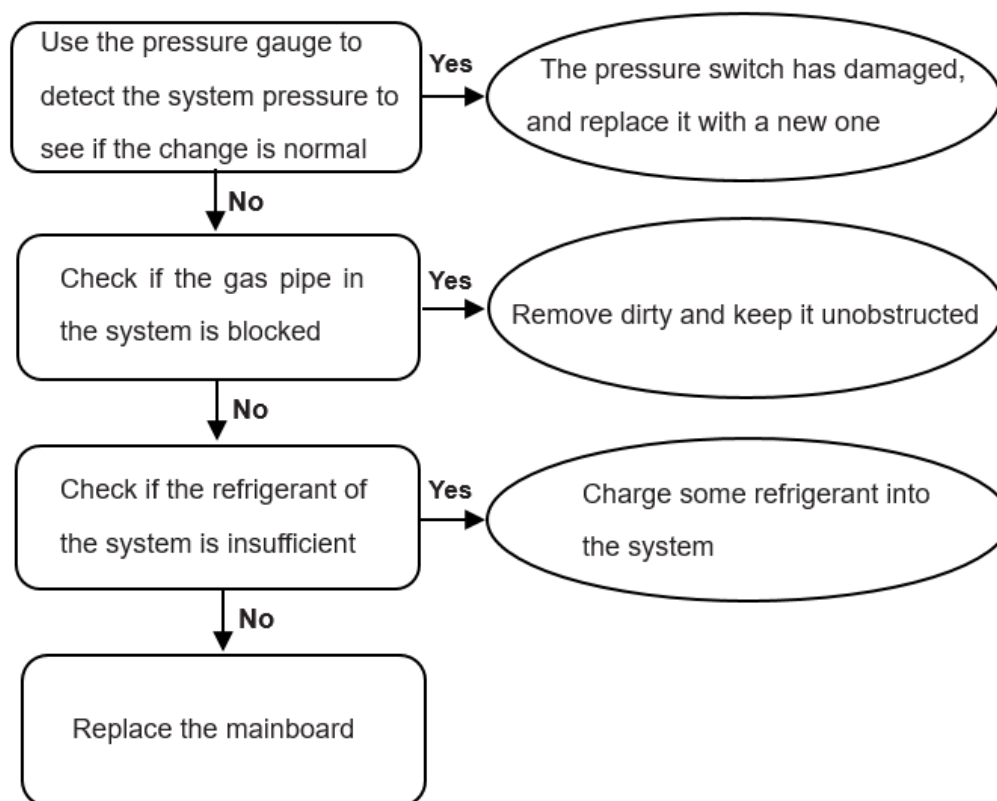 Use the pressure gauge to
detect the system pressure to
see if the change is normal
Yes
The pressure switch has damaged,
and replace it with a new one
No
Check if the gas pipe in
the system is blocked
Yes
Remove dirty and keep it unobstructed
No
Check if the refrigerant of
the system is insufficient
Yes
Charge some refrigerant into
the system
No
Replace the mainboard